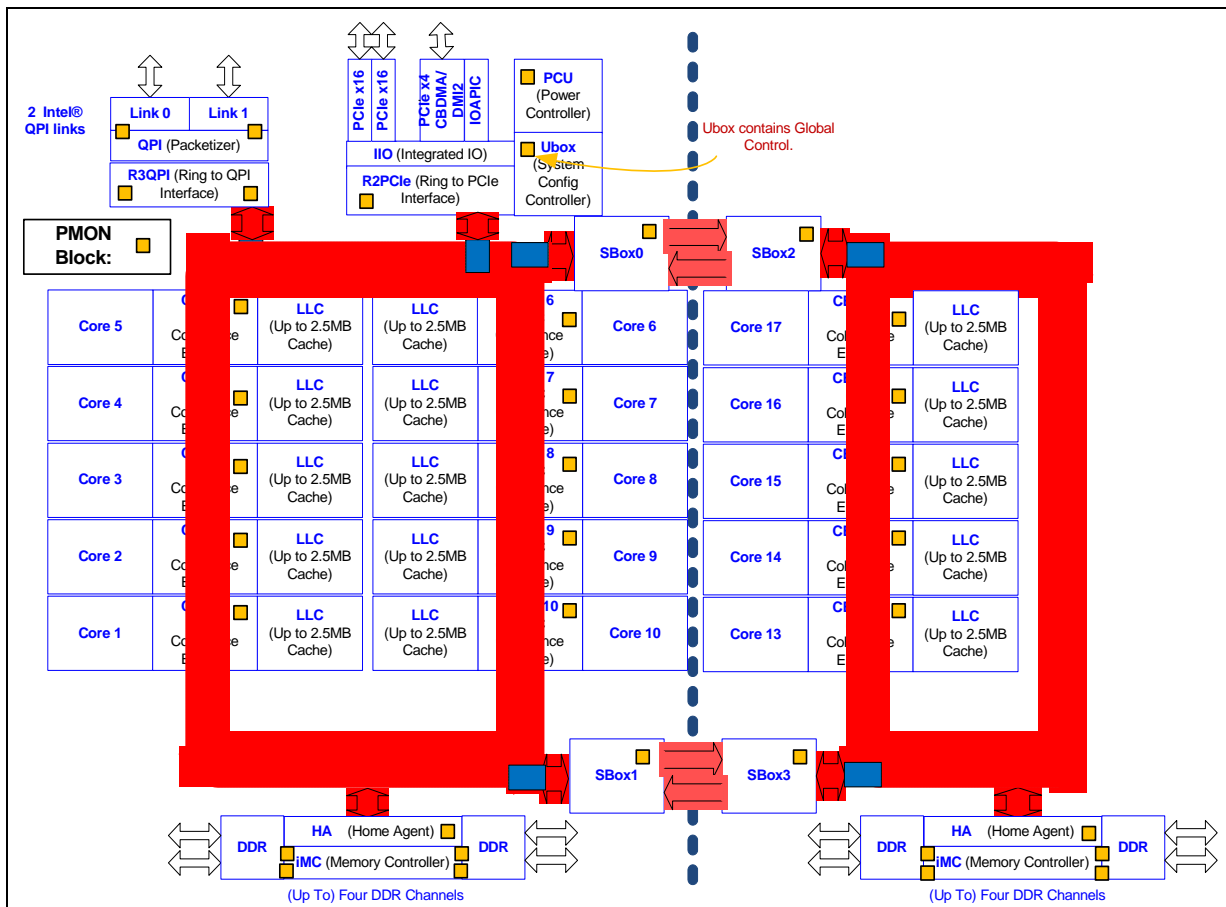 2 Intel®
QPI links
Link 0
Link 1
QPI (Packetizer)
R3QPI (Ring to QPI
Interface)
PCIe x16
PCIe x16
PCIe x4
CBDMA/
DMI2
IOAPIC
IIO (Integrated IO)
R2PCIe (Ring to PCIe
Interface)
PCU
(Power
Controller)
Ubox
(System
Config
Controller)
Ubox contains Global
Control.
PMON
Block:
SBox0
SBox2
Core 5
LLC
(Up to 2.5MB
Cache)
LLC
(Up to 2.5MB
Cache)
6
Core 6
Core 17
LLC
(Up to 2.5MB
Cache)
Core 4
LLC
(Up to 2.5MB
Cache)
LLC
(Up to 2.5MB
Cache)
7
Core 7
Core 16
LLC
(Up to 2.5MB
Cache)
Core 3
LLC
(Up to 2.5MB
Cache)
LLC
(Up to 2.5MB
Cache)
8
Core 8
Core 15
LLC
(Up to 2.5MB
Cache)
Core 2
LLC
(Up to 2.5MB
Cache)
LLC
(Up to 2.5MB
Cache)
9
Core 9
Core 14
LLC
(Up to 2.5MB
Cache)
Core 1
LLC
(Up to 2.5MB
Cache)
LLC
(Up to 2.5MB
Cache)
10
Core 10
Core 13
LLC
(Up to 2.5MB
Cache)
SBox1
SBox3
DDR
HA (Home Agent)
iMC (Memory Controller)
DDR
(Up To) Four DDR Channels
DDR
HA (Home Agent)
iMC (Memory Controller)
DDR
(Up To) Four DDR Channels